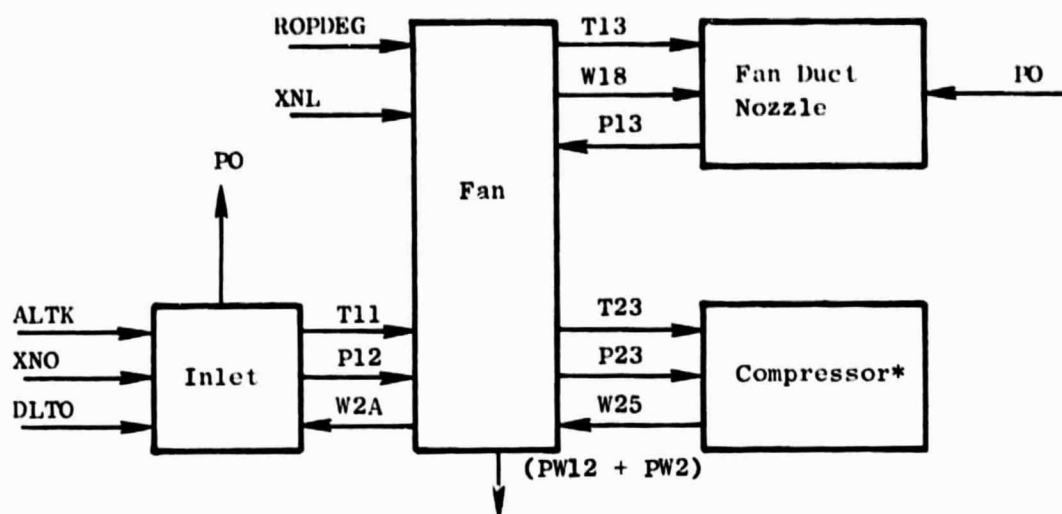 ROPDEG
XNL
T13
W18
P13
Fan Duct
Nozzle
PO
PO
Fan
ALTK
XNO
DLTO
Inlet
T11
P12
W2A
T23
P23
W25
Compressor*
(PW12 + PW2)